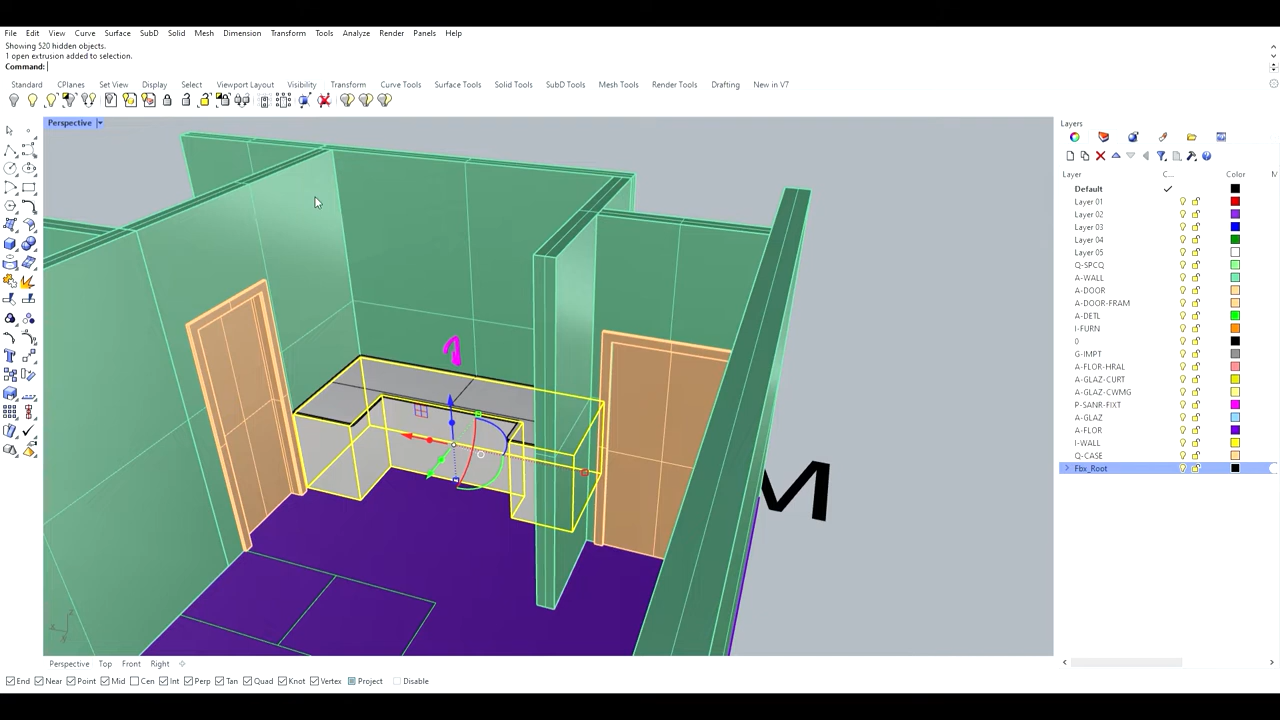 File Edit View Curve Surface SubD Solid Mesh Dimension Transform Tools Analyze Render Panels Help
Showing 520 hidden objects.
1 open extrusion added to selection.
Command:
Standard CPlanes Set View Display Select Viewport Layout Visibility Transform Curve Tools Surface Tools Solid Tools SubD Tools Mesh Tools Render Tools Drafting New in V7
Perspective
Layers
Layer C... Color M
Default
Layer 01
Layer 02
Layer 03
Layer 04
Layer 05
Q-SPCQ
A-WALL
A-DOOR
A-DOOR-FRAM
A-DETL
I-FURN
0
G-IMPT
A-FLOR-HRAL
A-GLAZ-CURT
A-GLAZ-CWMG
P-SANR-FIXT
A-GLAZ
A-FLOR
I-WALL
Q-CASE
Fbx_Root
1
M
x y z
Perspective Top Front Right
End Near Point Mid Cen Int Perp Tan Quad Knot Vertex Project Disable